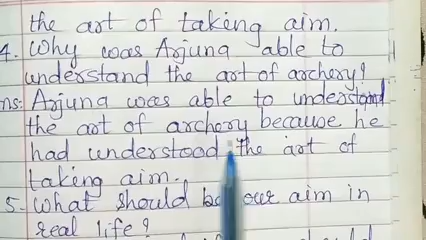 the art of taking aim.
4. Why was Arjuna able to
understand the art of archery?
ns: Arjuna was able to understand
the art of archery because he
had understood the art of
taking aim.
5. What should be our aim in
real life?